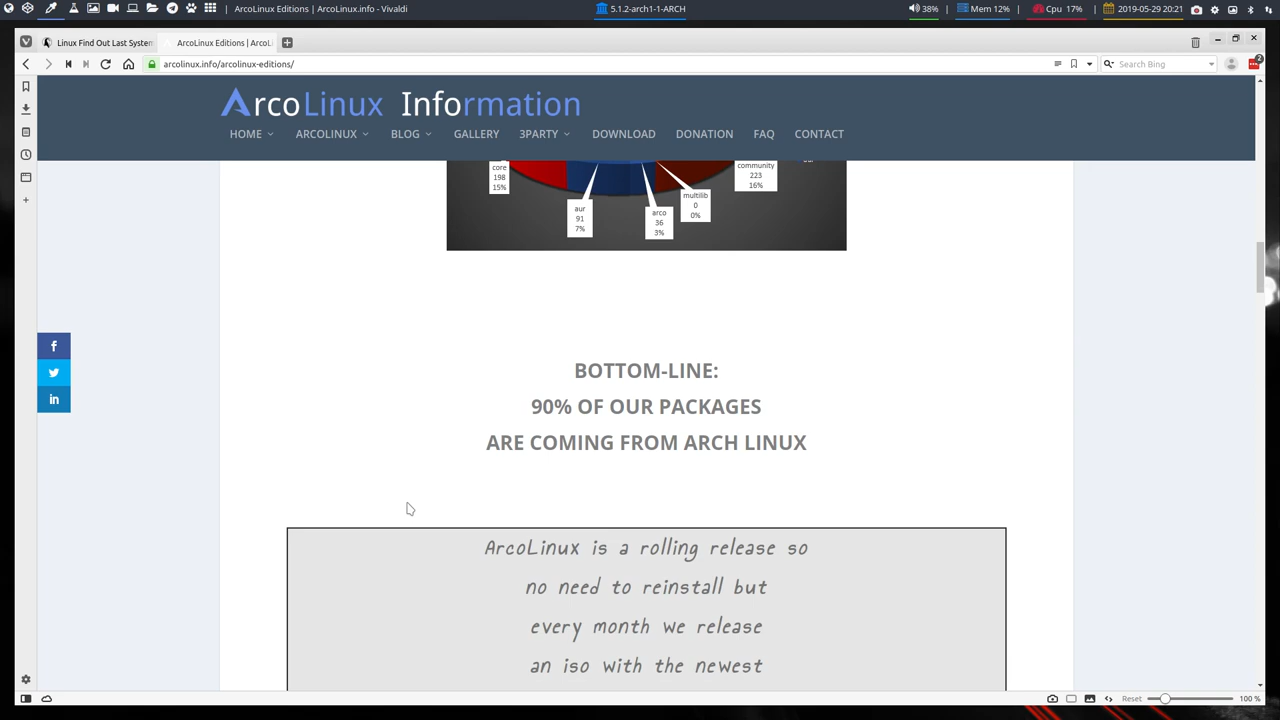 ArcoLinux Editions | ArcoLinux.info - Vivaldi
5.1.2-arch1-1-ARCH
38%
Mem 12%
Cpu 17%
2019-05-29 20:21
Linux Find Out Last System
ArcoLinux Editions | ArcoL
arcolinux.info/arcolinux-editions/
Search Bing
2
ArcoLinux Information
HOME
ARCOLINUX
BLOG
GALLERY
3PARTY
DOWNLOAD
DONATION
FAQ
CONTACT
core
198
15%
aur
91
7%
arco
36
3%
multilib
0
0%
community
223
16%
BOTTOM-LINE:
90% OF OUR PACKAGES
ARE COMING FROM ARCH LINUX
ArcoLinux is a rolling release so
no need to reinstall but
every month we release
an iso with the newest
Reset
100 %